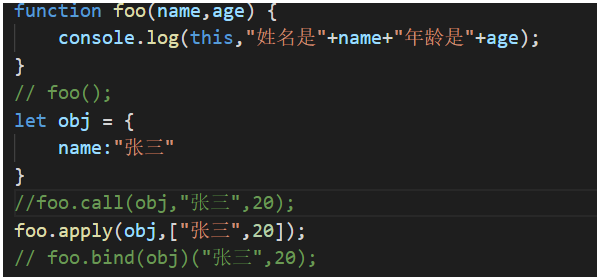 function foo(name,age) {
    console.log(this,"姓名是"+name+"年龄是"+age);
}
// foo();
let obj = {
    name:"张三"
}
//foo.call(obj,"张三",20);
foo.apply(obj,["张三",20]);
// foo.bind(obj)("张三",20);